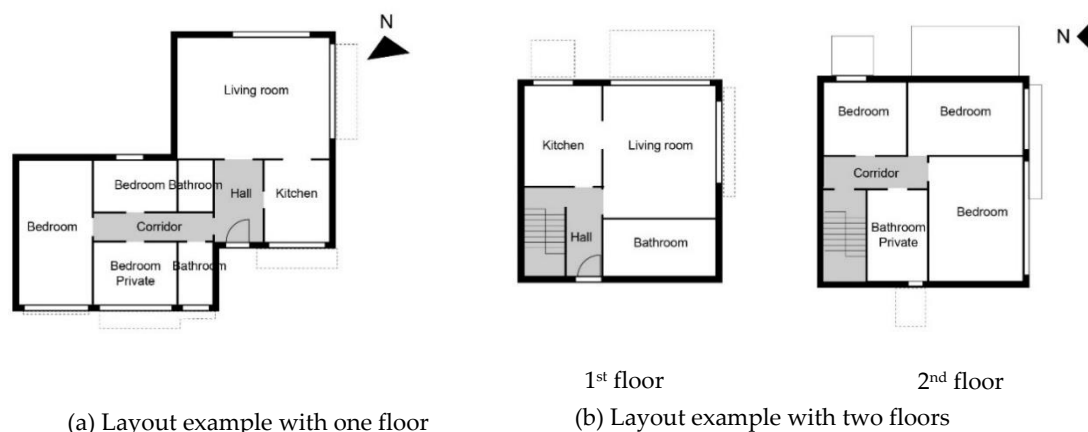 N
Living room
Bedroom
Bathroom
Hall
Kitchen
Bedroom
Corridor
Bedroom
Private
Bathroom
Kitchen
Living room
Hall
Bathroom
N
Bedroom
Bedroom
Corridor
Bathroom
Private
Bedroom
1st floor
2nd floor
(a) Layout example with one floor
(b) Layout example with two floors